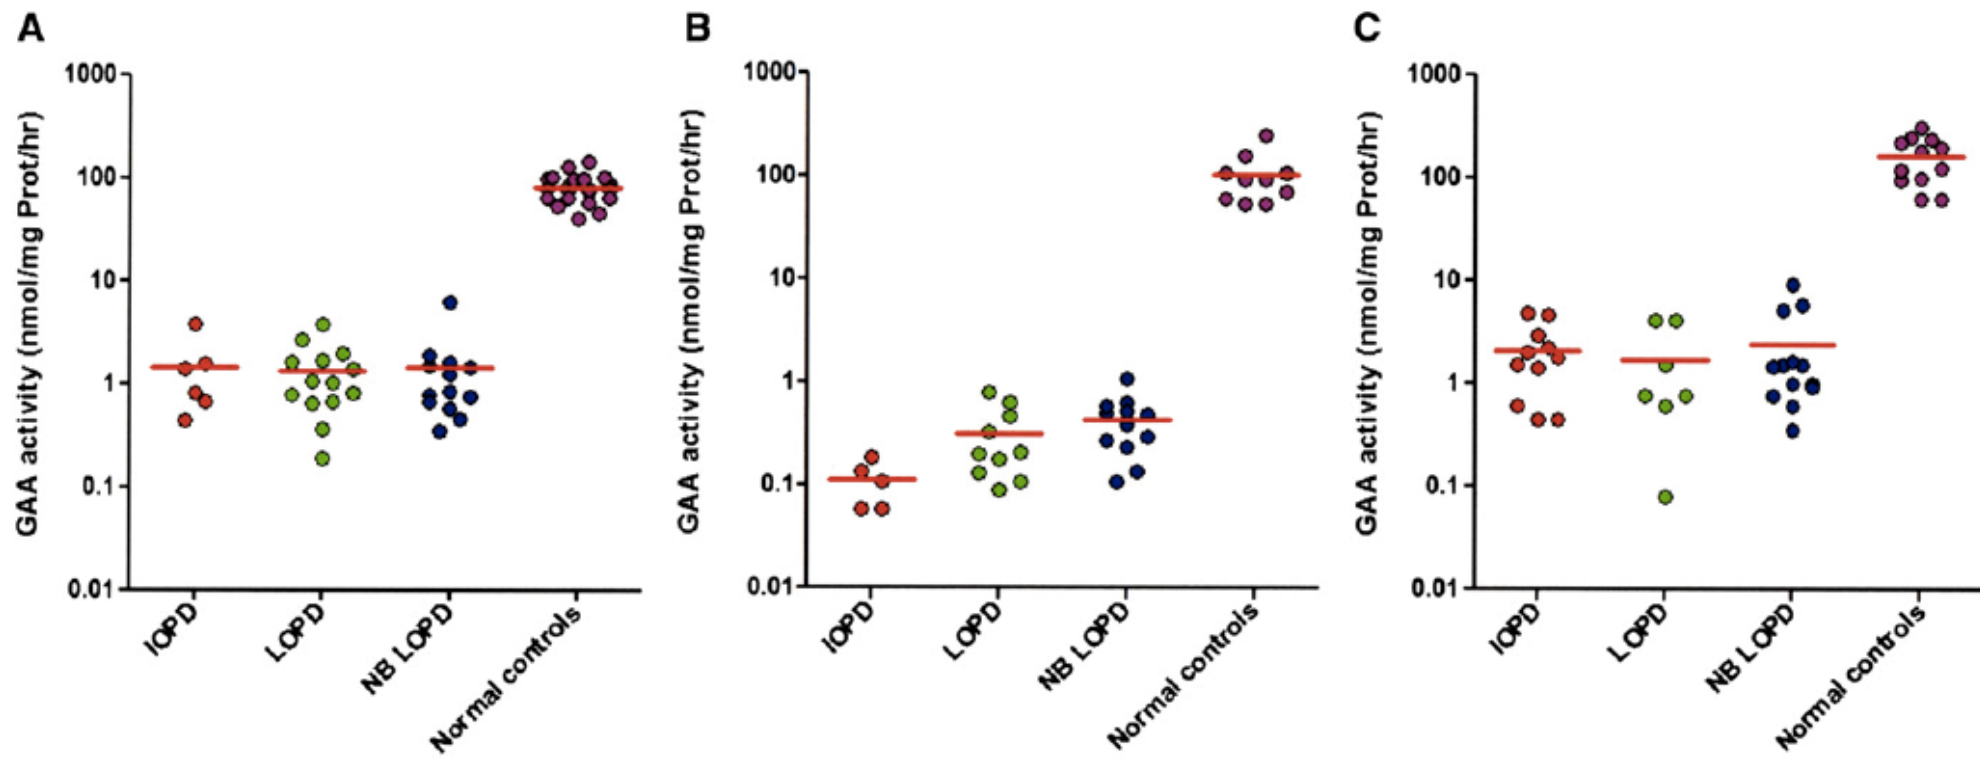 A
GAA activity (nmol/mg Prot/hr)
1000
100
10
1
0.1
0.01
IOPD
LOPD
NB LOPD
Normal controls
B
GAA activity (nmol/mg Prot/hr)
1000
100
10
1
0.1
0.01
IOPD
LOPD
NB LOPD
Normal controls
C
GAA activity (nmol/mg Prot/hr)
1000
100
10
1
0.1
0.01
IOPD
LOPD
NB LOPD
Normal controls